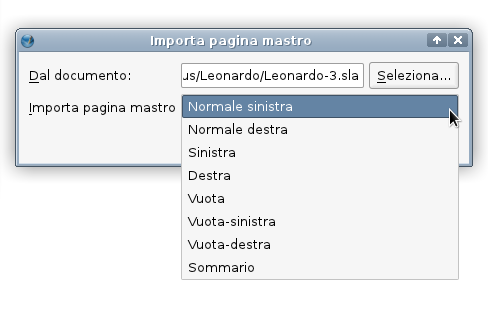 Importa pagina mastro
Dal documento: us/Leonardo/Leonardo-3.sla Seleziona...
Importa pagina mastro Normale sinistra
Normale destra
Sinistra
Destra
Vuota
Vuota-sinistra
Vuota-destra
Sommario